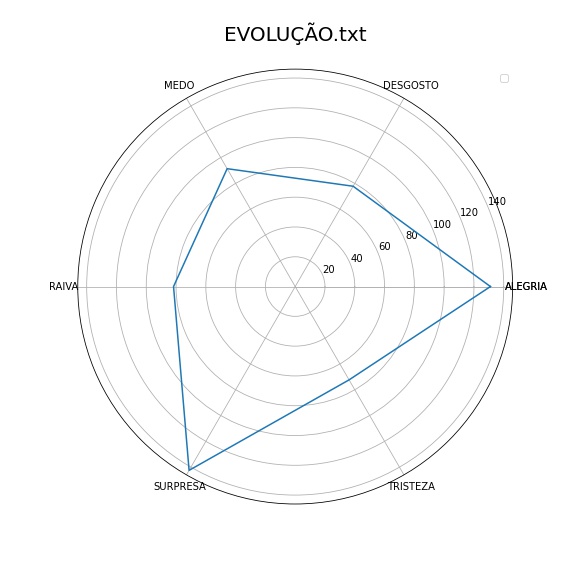 EVOLUÇÃO.txt
MEDO
DESGOSTO
140
120
100
80
60
40
20
RAIVA
ALEGRIA
SURPRESA
TRISTEZA